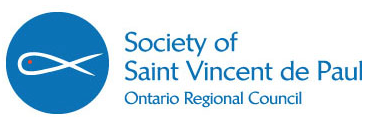 Society of
Saint Vincent de Paul
Ontario Regional Council